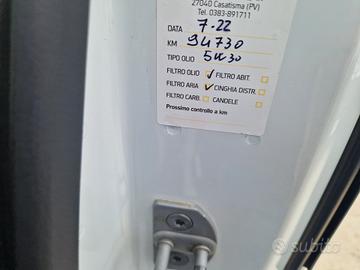 27040 Casatisma (PV)
Tel. 0383-891711
DATA 7-22
KM 94730
TIPO OLIO 5W30
FILTRO OLIO ✓ FILTRO ABIT.
FILTRO ARIA ✓ CINGHIA DISTR.
FILTRO CARB. CANDELE
Prossimo controllo a km
subito